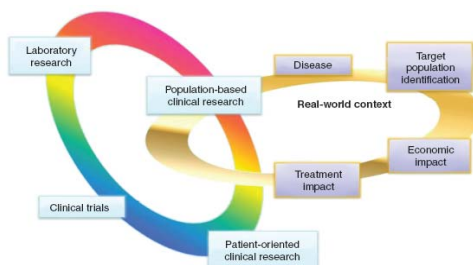 Laboratory
research
Disease
Target
population
identification
Population-based
clinical research
Real-world context
Economic
impact
Treatment
impact
Clinical trials
Patient-oriented
clinical research